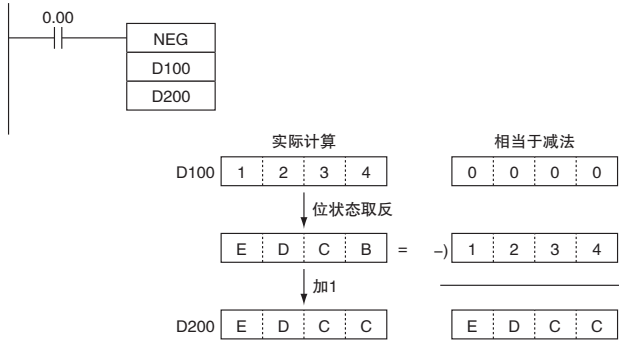 0.00
NEG
D100
D200
实际计算 相当于减法
D100 1 2 3 4 0 0 0 0
位状态取反
E D C B = –) 1 2 3 4
加1
D200 E D C C E D C C